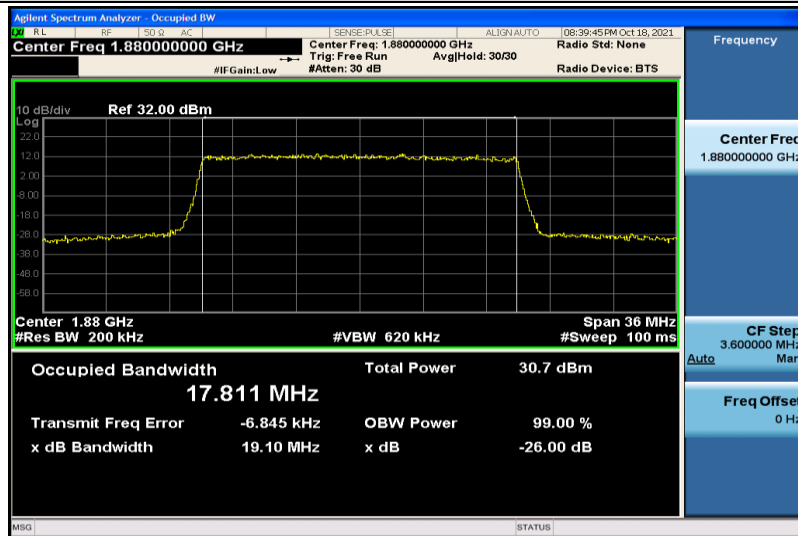 Agilent Spectrum Analyzer - Occupied BW
LXI RL RF 50 Ω AC SENSE:PULSE ALIGN AUTO 08:39:45 PM Oct 18, 2021
Center Freq 1.880000000 GHz
Center Freq: 1.880000000 GHz
Radio Std: None
Trig: Free Run Avg|Hold: 30/30
#IFGain:Low
#Atten: 30 dB
Radio Device: BTS
10 dB/div Ref 32.00 dBm
Log
22.0
12.0
2.00
-8.00
-18.0
-28.0
-38.0
-48.0
-58.0
Center 1.88 GHz Span 36 MHz
#Res BW 200 kHz #VBW 620 kHz #Sweep 100 ms
Occupied Bandwidth
17.811 MHz
Total Power 30.7 dBm
Transmit Freq Error -6.845 kHz OBW Power 99.00 %
x dB Bandwidth 19.10 MHz x dB -26.00 dB
MSG STATUS
Frequency
Center Freq
1.880000000 GHz
CF Step
3.600000 MHz
Auto Man
Freq Offset
0 Hz